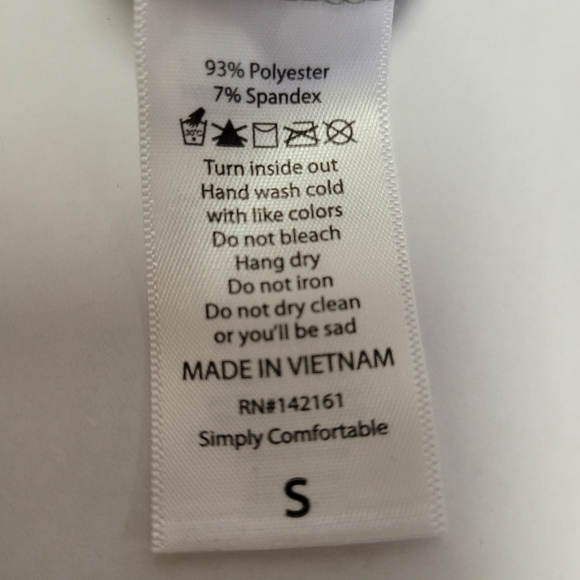 93% Polyester
7% Spandex
30°C
Turn inside out
Hand wash cold
with like colors
Do not bleach
Hang dry
Do not iron
Do not dry clean
or you'll be sad
MADE IN VIETNAM
RN#142161
Simply Comfortable
S